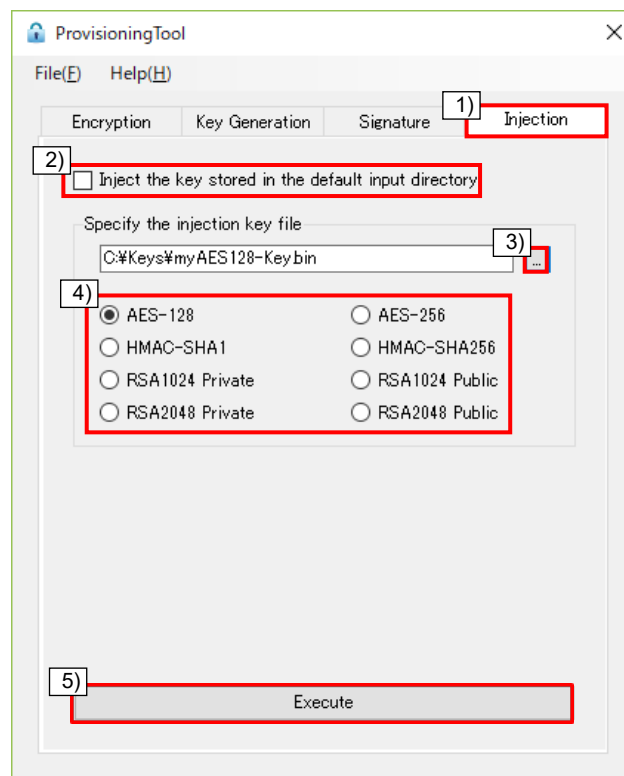 ProvisioningTool
File(F) Help(H)
1)
Encryption Key Generation Signature Injection
2)
Inject the key stored in the default input directory
Specify the injection key file
3)
C:¥Keys¥myAES128-Key.bin ...
4)
AES-128 AES-256
HMAC-SHA1 HMAC-SHA256
RSA1024 Private RSA1024 Public
RSA2048 Private RSA2048 Public
5)
Execute